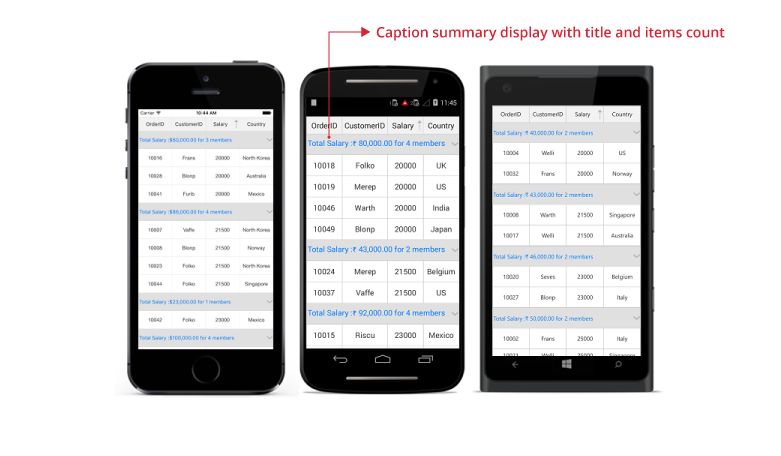 Caption summary display with title and items count
Carrier 10:44 AM
OrderID CustomerID Salary Country
Total Salary :$60,000.00 for 3 members
10016 Frans 20000 North Korea
10028 Blonp 20000 Australia
10041 Furib 20000 Mexico
Total Salary :$86,000.00 for 4 members
10007 Vaffe 21500 North Korea
10008 Blonp 21500 Norway
10023 Folko 21500 North Korea
10044 Folko 21500 Singapore
Total Salary :$23,000.00 for 1 members
10042 Folko 23000 Mexico
Total Salary :$100,000.00 for 4 members
11:45
OrderID CustomerID Salary Country
Total Salary :₹ 80,000.00 for 4 members
10018 Folko 20000 UK
10019 Merep 20000 US
10046 Warth 20000 India
10049 Blonp 20000 Japan
Total Salary :₹ 43,000.00 for 2 members
10024 Merep 21500 Belgium
10037 Vaffe 21500 US
Total Salary :₹ 92,000.00 for 4 members
10015 Riscu 23000 Mexico
OrderID CustomerID Salary Country
Total Salary :₹ 40,000.00 for 2 members
10004 Welli 20000 US
10032 Frans 20000 Norway
Total Salary :₹ 43,000.00 for 2 members
10008 Warth 21500 Singapore
10017 Welli 21500 Australia
Total Salary :₹ 46,000.00 for 2 members
10020 Seves 23000 Belgium
10027 Blonp 23000 Italy
Total Salary :₹ 50,000.00 for 2 members
10002 Frans 25000 Italy
Welli 25000 Singapore